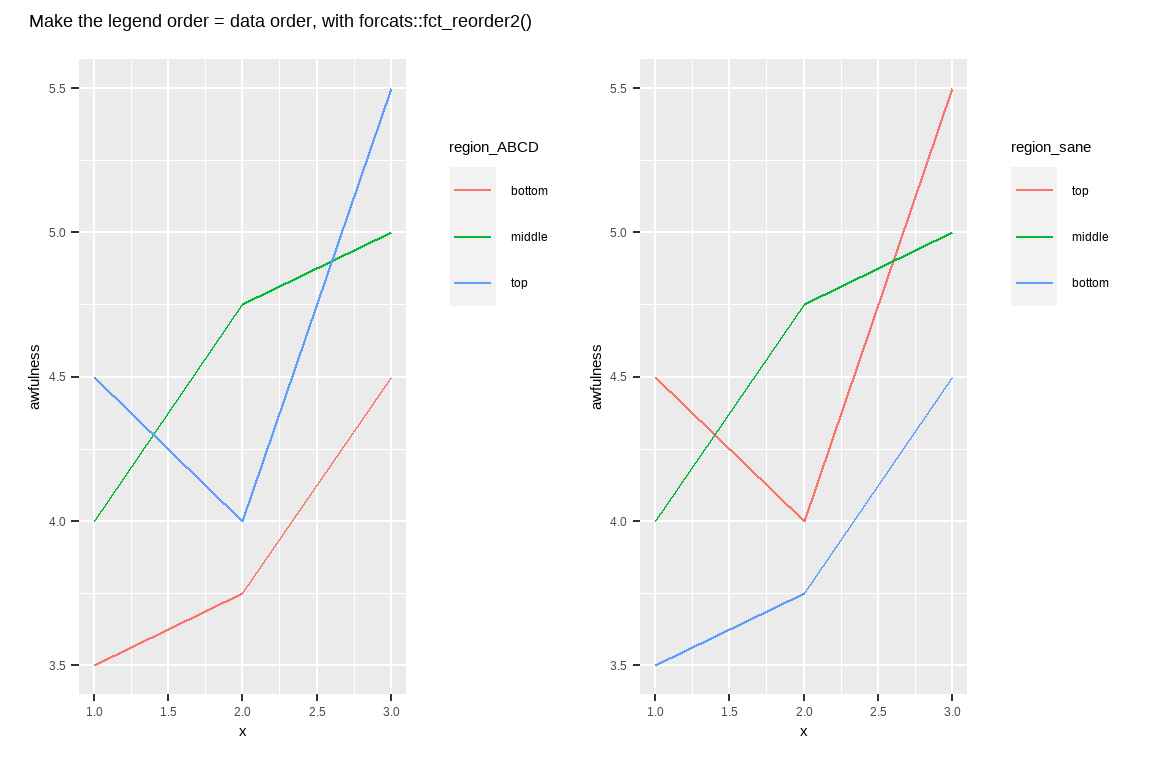 Make the legend order = data order, with forcats::fct_reorder2()
awfulness
5.5
5.0
4.5
4.0
3.5
1.0 1.5 2.0 2.5 3.0
x
region_ABCD
bottom
middle
top
awfulness
5.5
5.0
4.5
4.0
3.5
1.0 1.5 2.0 2.5 3.0
x
region_sane
top
middle
bottom